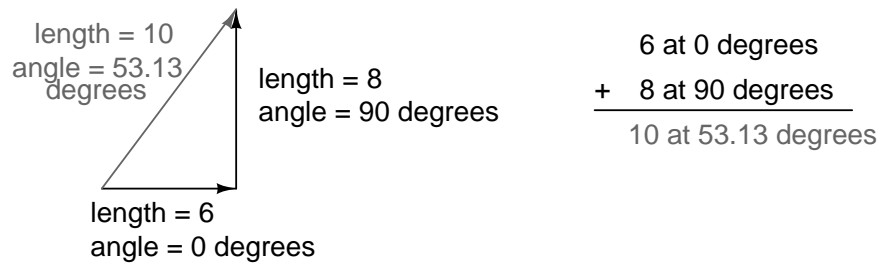 length = 10
angle = 53.13
degrees
length = 8
angle = 90 degrees
length = 6
angle = 0 degrees
6 at 0 degrees
+ 8 at 90 degrees
10 at 53.13 degrees